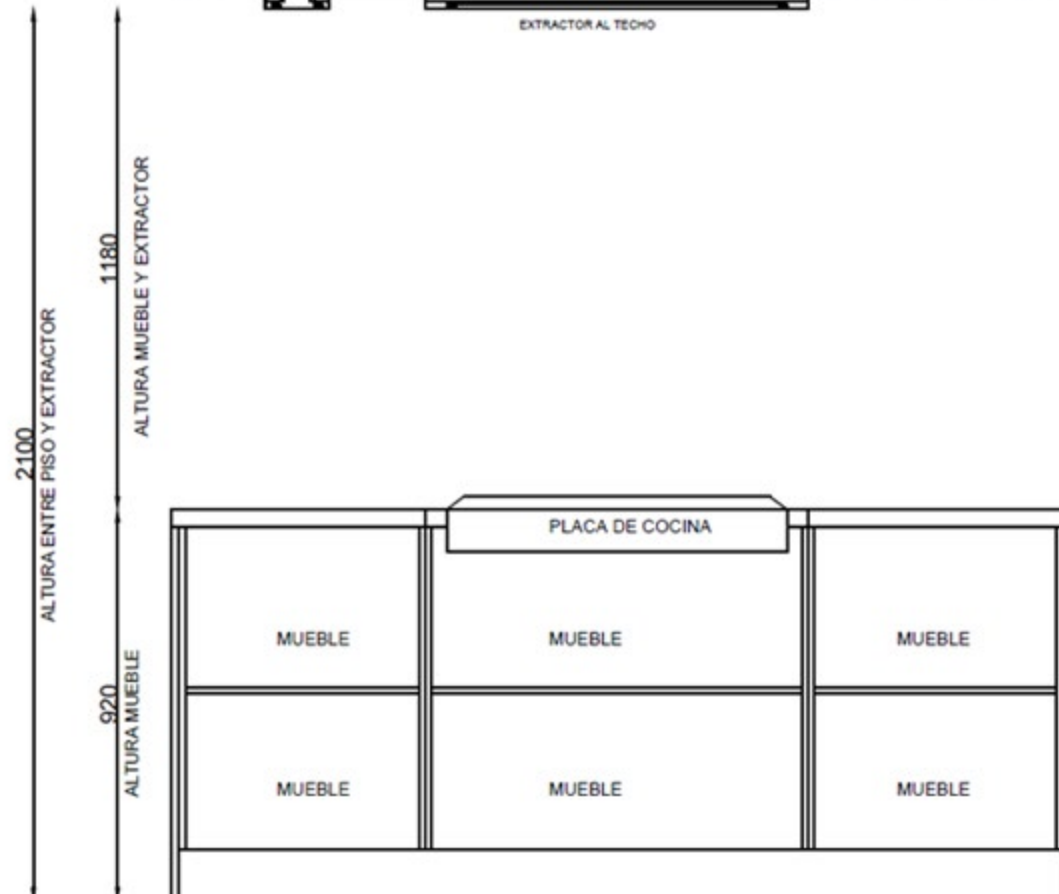 EXTRACTOR AL TECHO
1180
ALTURA MUEBLE Y EXTRACTOR
2100
ALTURA ENTRE PISO Y EXTRACTOR
PLACA DE COCINA
MUEBLE
MUEBLE
MUEBLE
920
ALTURA MUEBLE
MUEBLE
MUEBLE
MUEBLE